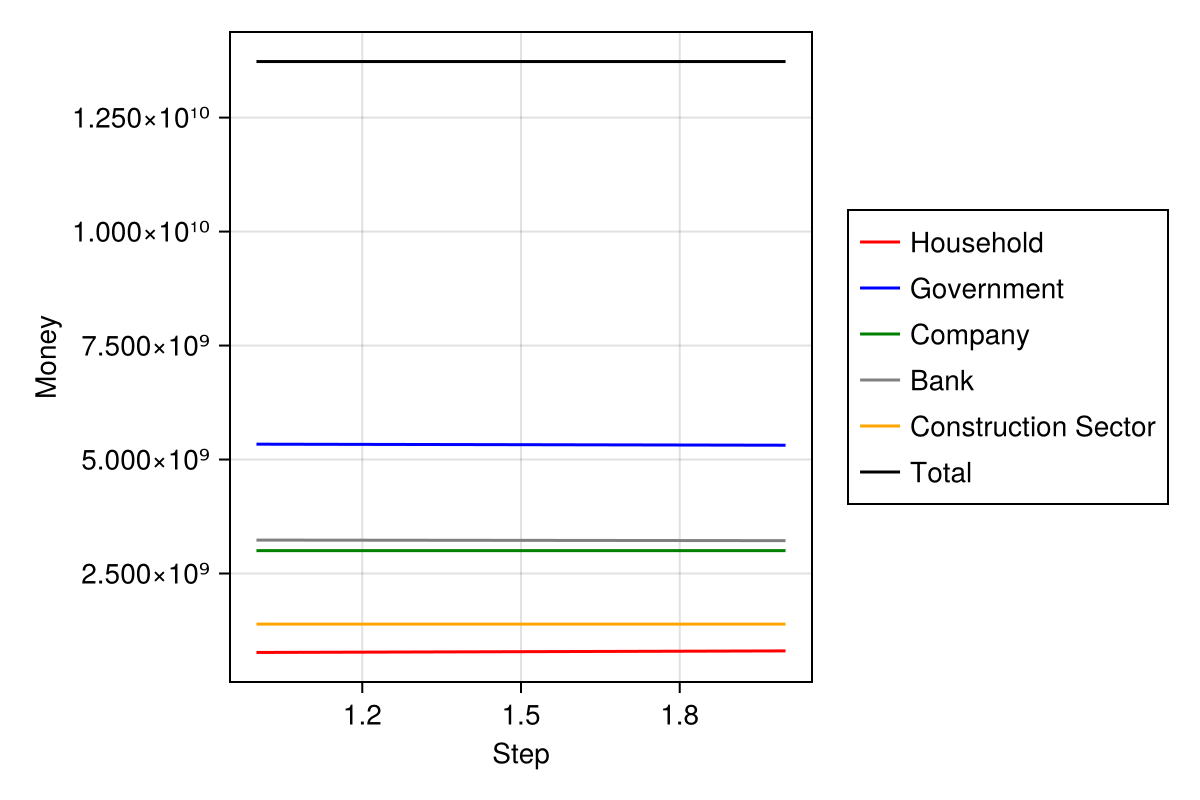 1.250×10¹⁰
1.000×10¹⁰
7.500×10⁹
5.000×10⁹
2.500×10⁹
Money
1.2 1.5 1.8
Step
Household
Government
Company
Bank
Construction Sector
Total